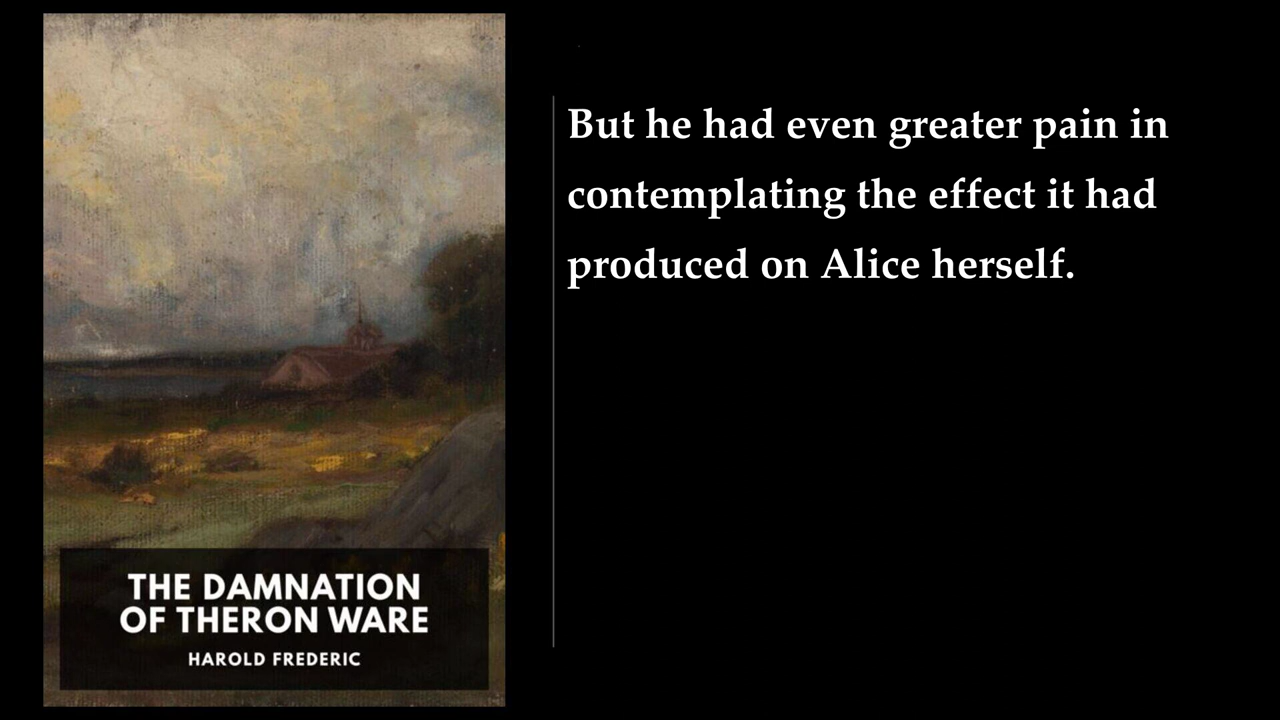 But he had even greater pain in
contemplating the effect it had
produced on Alice herself.
THE DAMNATION
OF THERON WARE
HAROLD FREDERIC